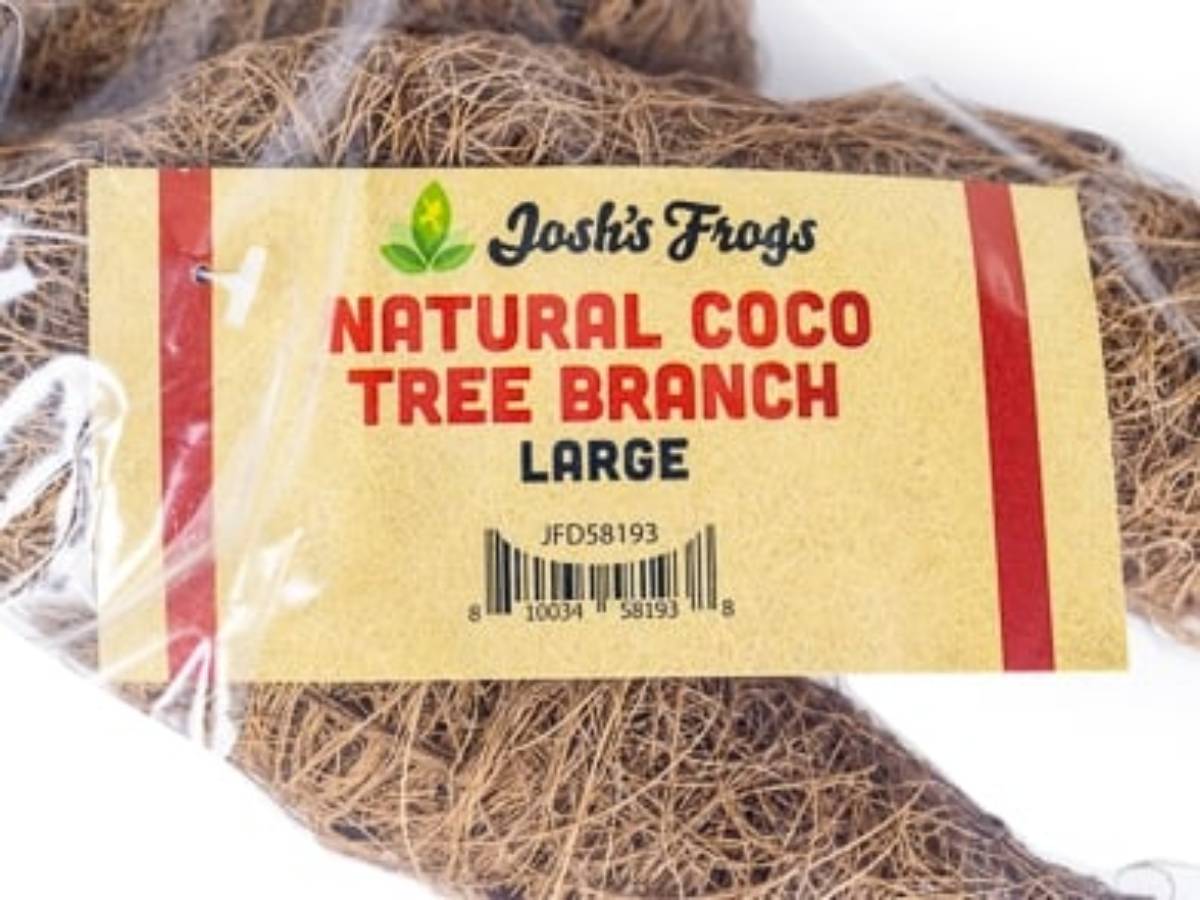 Josh's Frogs
NATURAL COCO
TREE BRANCH
LARGE
JFD58193
8 10034 58193 8